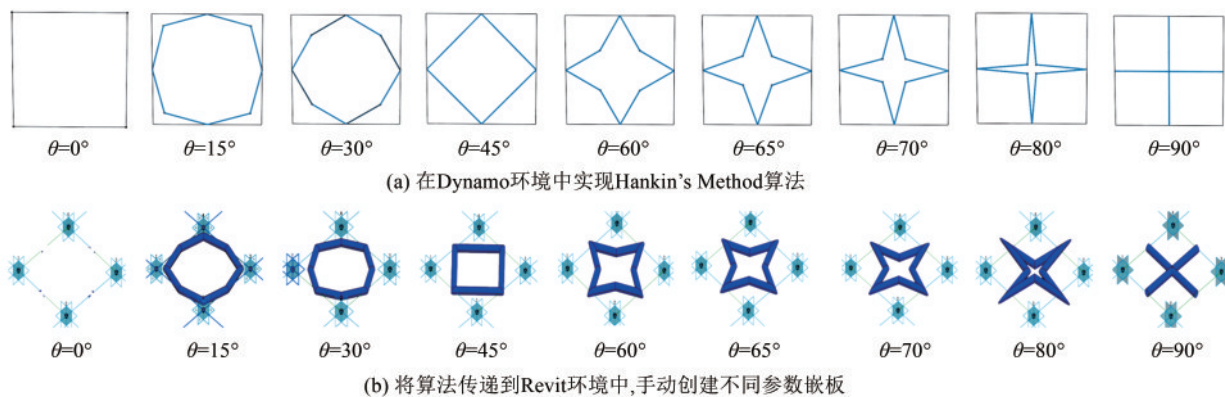 θ=0° θ=15° θ=30° θ=45° θ=60° θ=65° θ=70° θ=80° θ=90°
(a) 在Dynamo环境中实现Hankin's Method算法
θ=0° θ=15° θ=30° θ=45° θ=60° θ=65° θ=70° θ=80° θ=90°
(b) 将算法传递到Revit环境中,手动创建不同参数嵌板